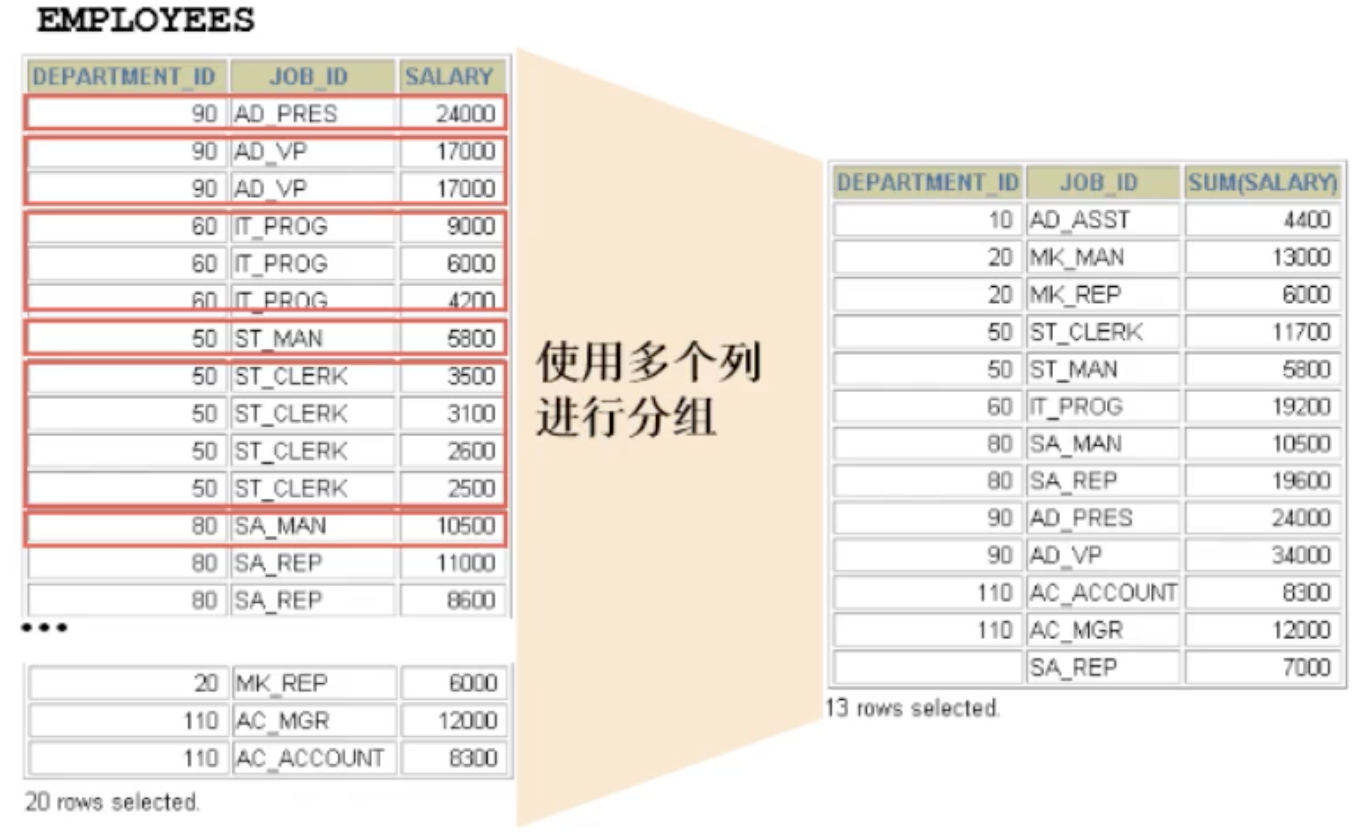 EMPLOYEES
DEPARTMENT_ID JOB_ID SALARY
90 AD_PRES 24000
90 AD_VP 17000
90 AD_VP 17000
60 IT_PROG 9000
60 IT_PROG 6000
60 IT_PROG 4200
50 ST_MAN 5800
50 ST_CLERK 3500
50 ST_CLERK 3100
50 ST_CLERK 2600
50 ST_CLERK 2500
80 SA_MAN 10500
80 SA_REP 11000
80 SA_REP 8600
...
20 MK_REP 6000
110 AC_MGR 12000
110 AC_ACCOUNT 8300
20 rows selected.
使用多个列
进行分组
DEPARTMENT_ID JOB_ID SUM(SALARY)
10 AD_ASST 4400
20 MK_MAN 13000
20 MK_REP 6000
50 ST_CLERK 11700
50 ST_MAN 5800
60 IT_PROG 19200
80 SA_MAN 10500
80 SA_REP 19600
90 AD_PRES 24000
90 AD_VP 34000
110 AC_ACCOUNT 8300
110 AC_MGR 12000
SA_REP 7000
13 rows selected.